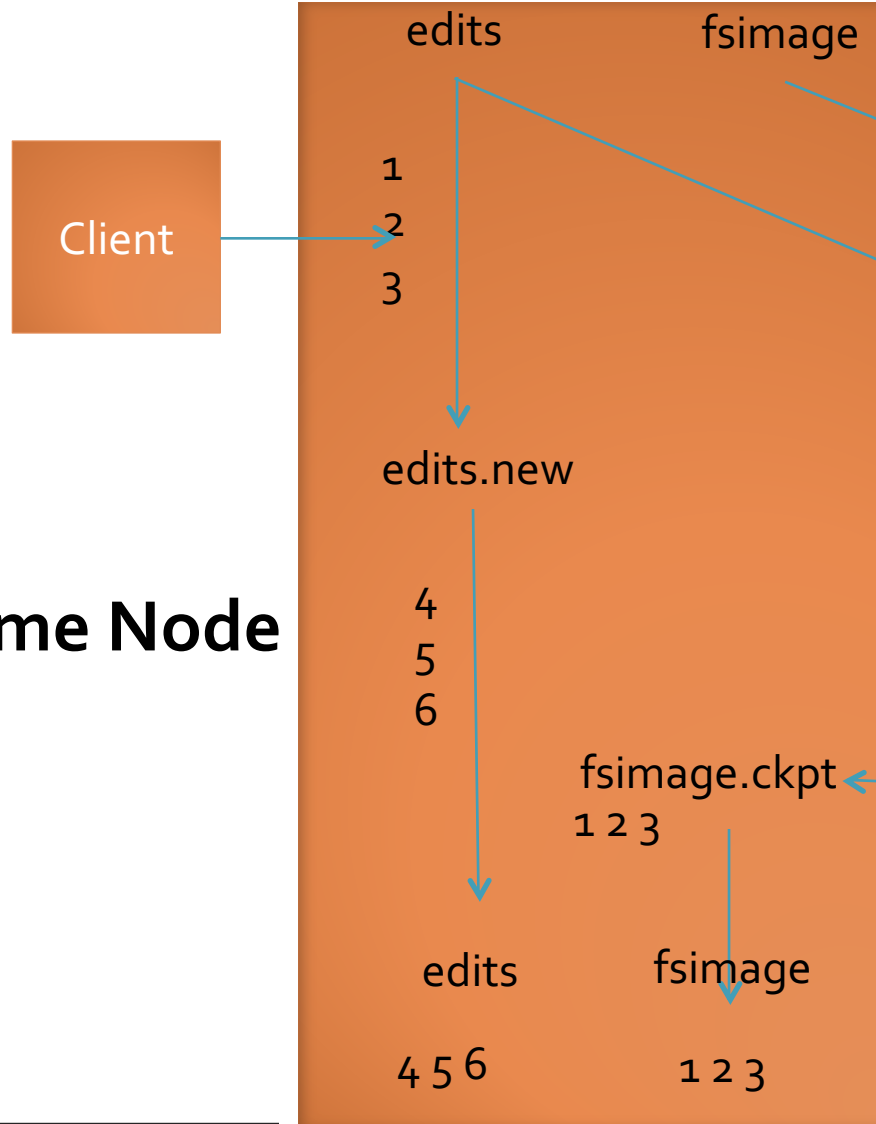 edits fsimage
1
Client 2
3
edits.new
4
me Node
5
6
fsimage.ckpt
1 2 3
edits fsimage
4 5 6 1 2 3